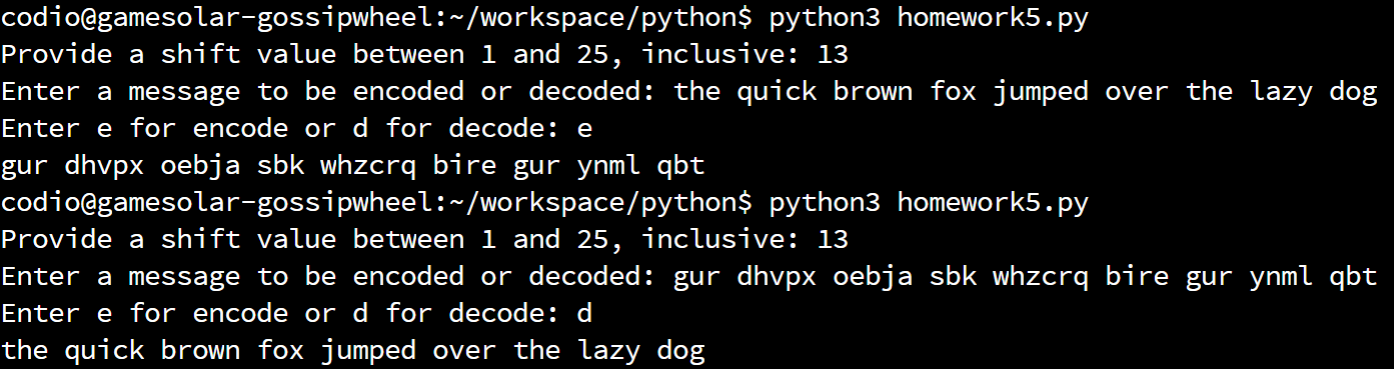 codio@gamesolar-gossipwheel:~/workspace/python$ python3 homework5.py
Provide a shift value between 1 and 25, inclusive: 13
Enter a message to be encoded or decoded: the quick brown fox jumped over the lazy dog
Enter e for encode or d for decode: e
gur dhvpx oebja sbk whzcrq bire gur ynml qbt
codio@gamesolar-gossipwheel:~/workspace/python$ python3 homework5.py
Provide a shift value between 1 and 25, inclusive: 13
Enter a message to be encoded or decoded: gur dhvpx oebja sbk whzcrq bire gur ynml qbt
Enter e for encode or d for decode: d
the quick brown fox jumped over the lazy dog